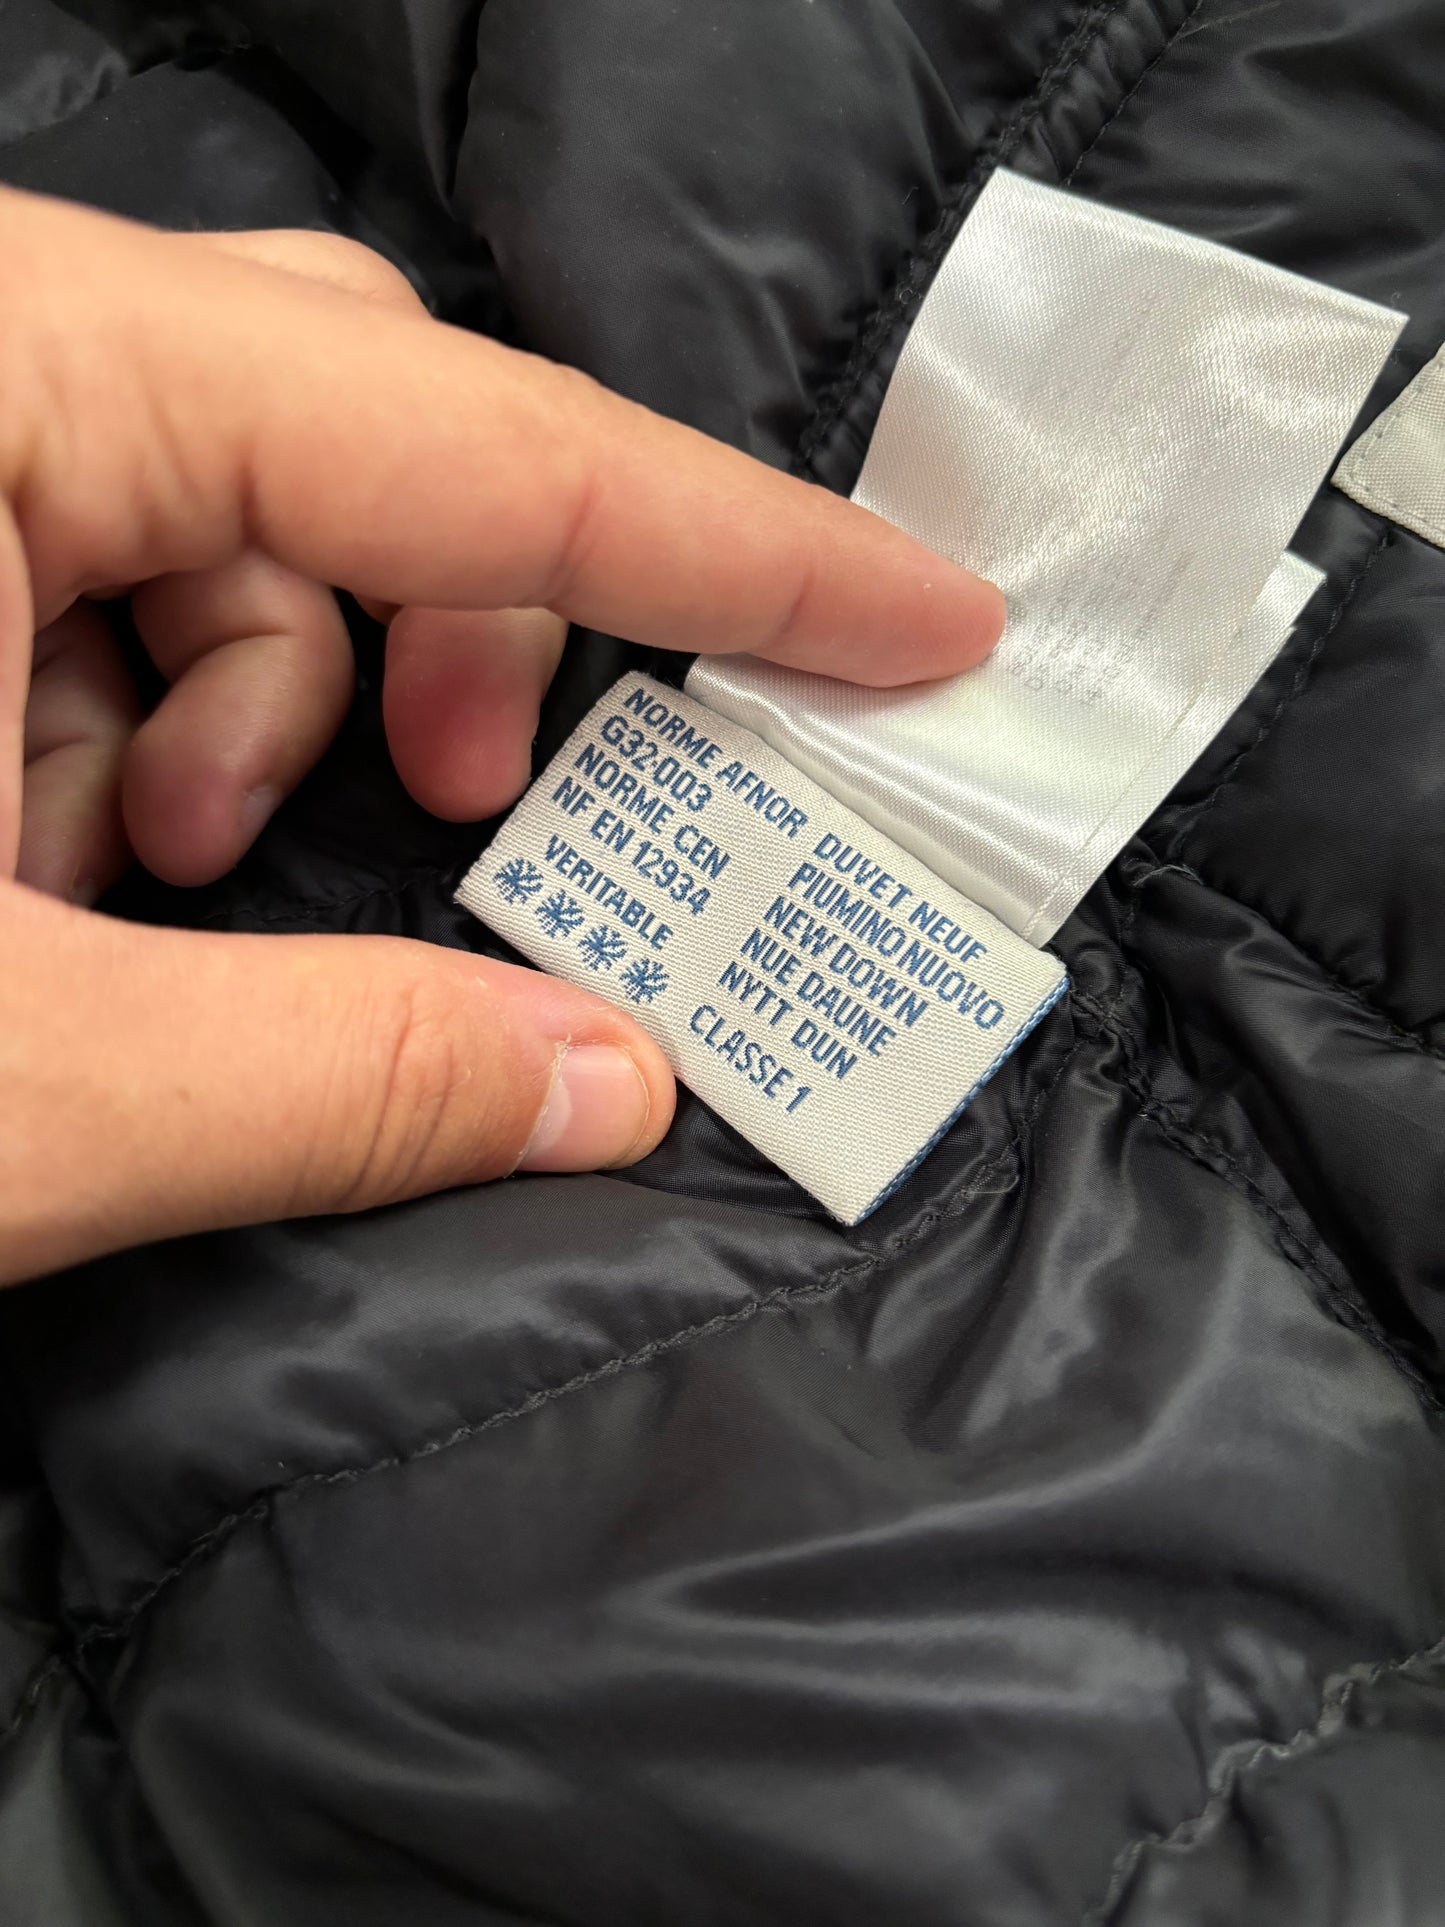 NORME AFNOR
G32-003
NORME CEN
NF EN 12934
VERITABLE
DUVET NEUF
PIUMINO NUOVO
NEW DOWN
NUE DAUNE
NYTT DUN
CLASSE 1